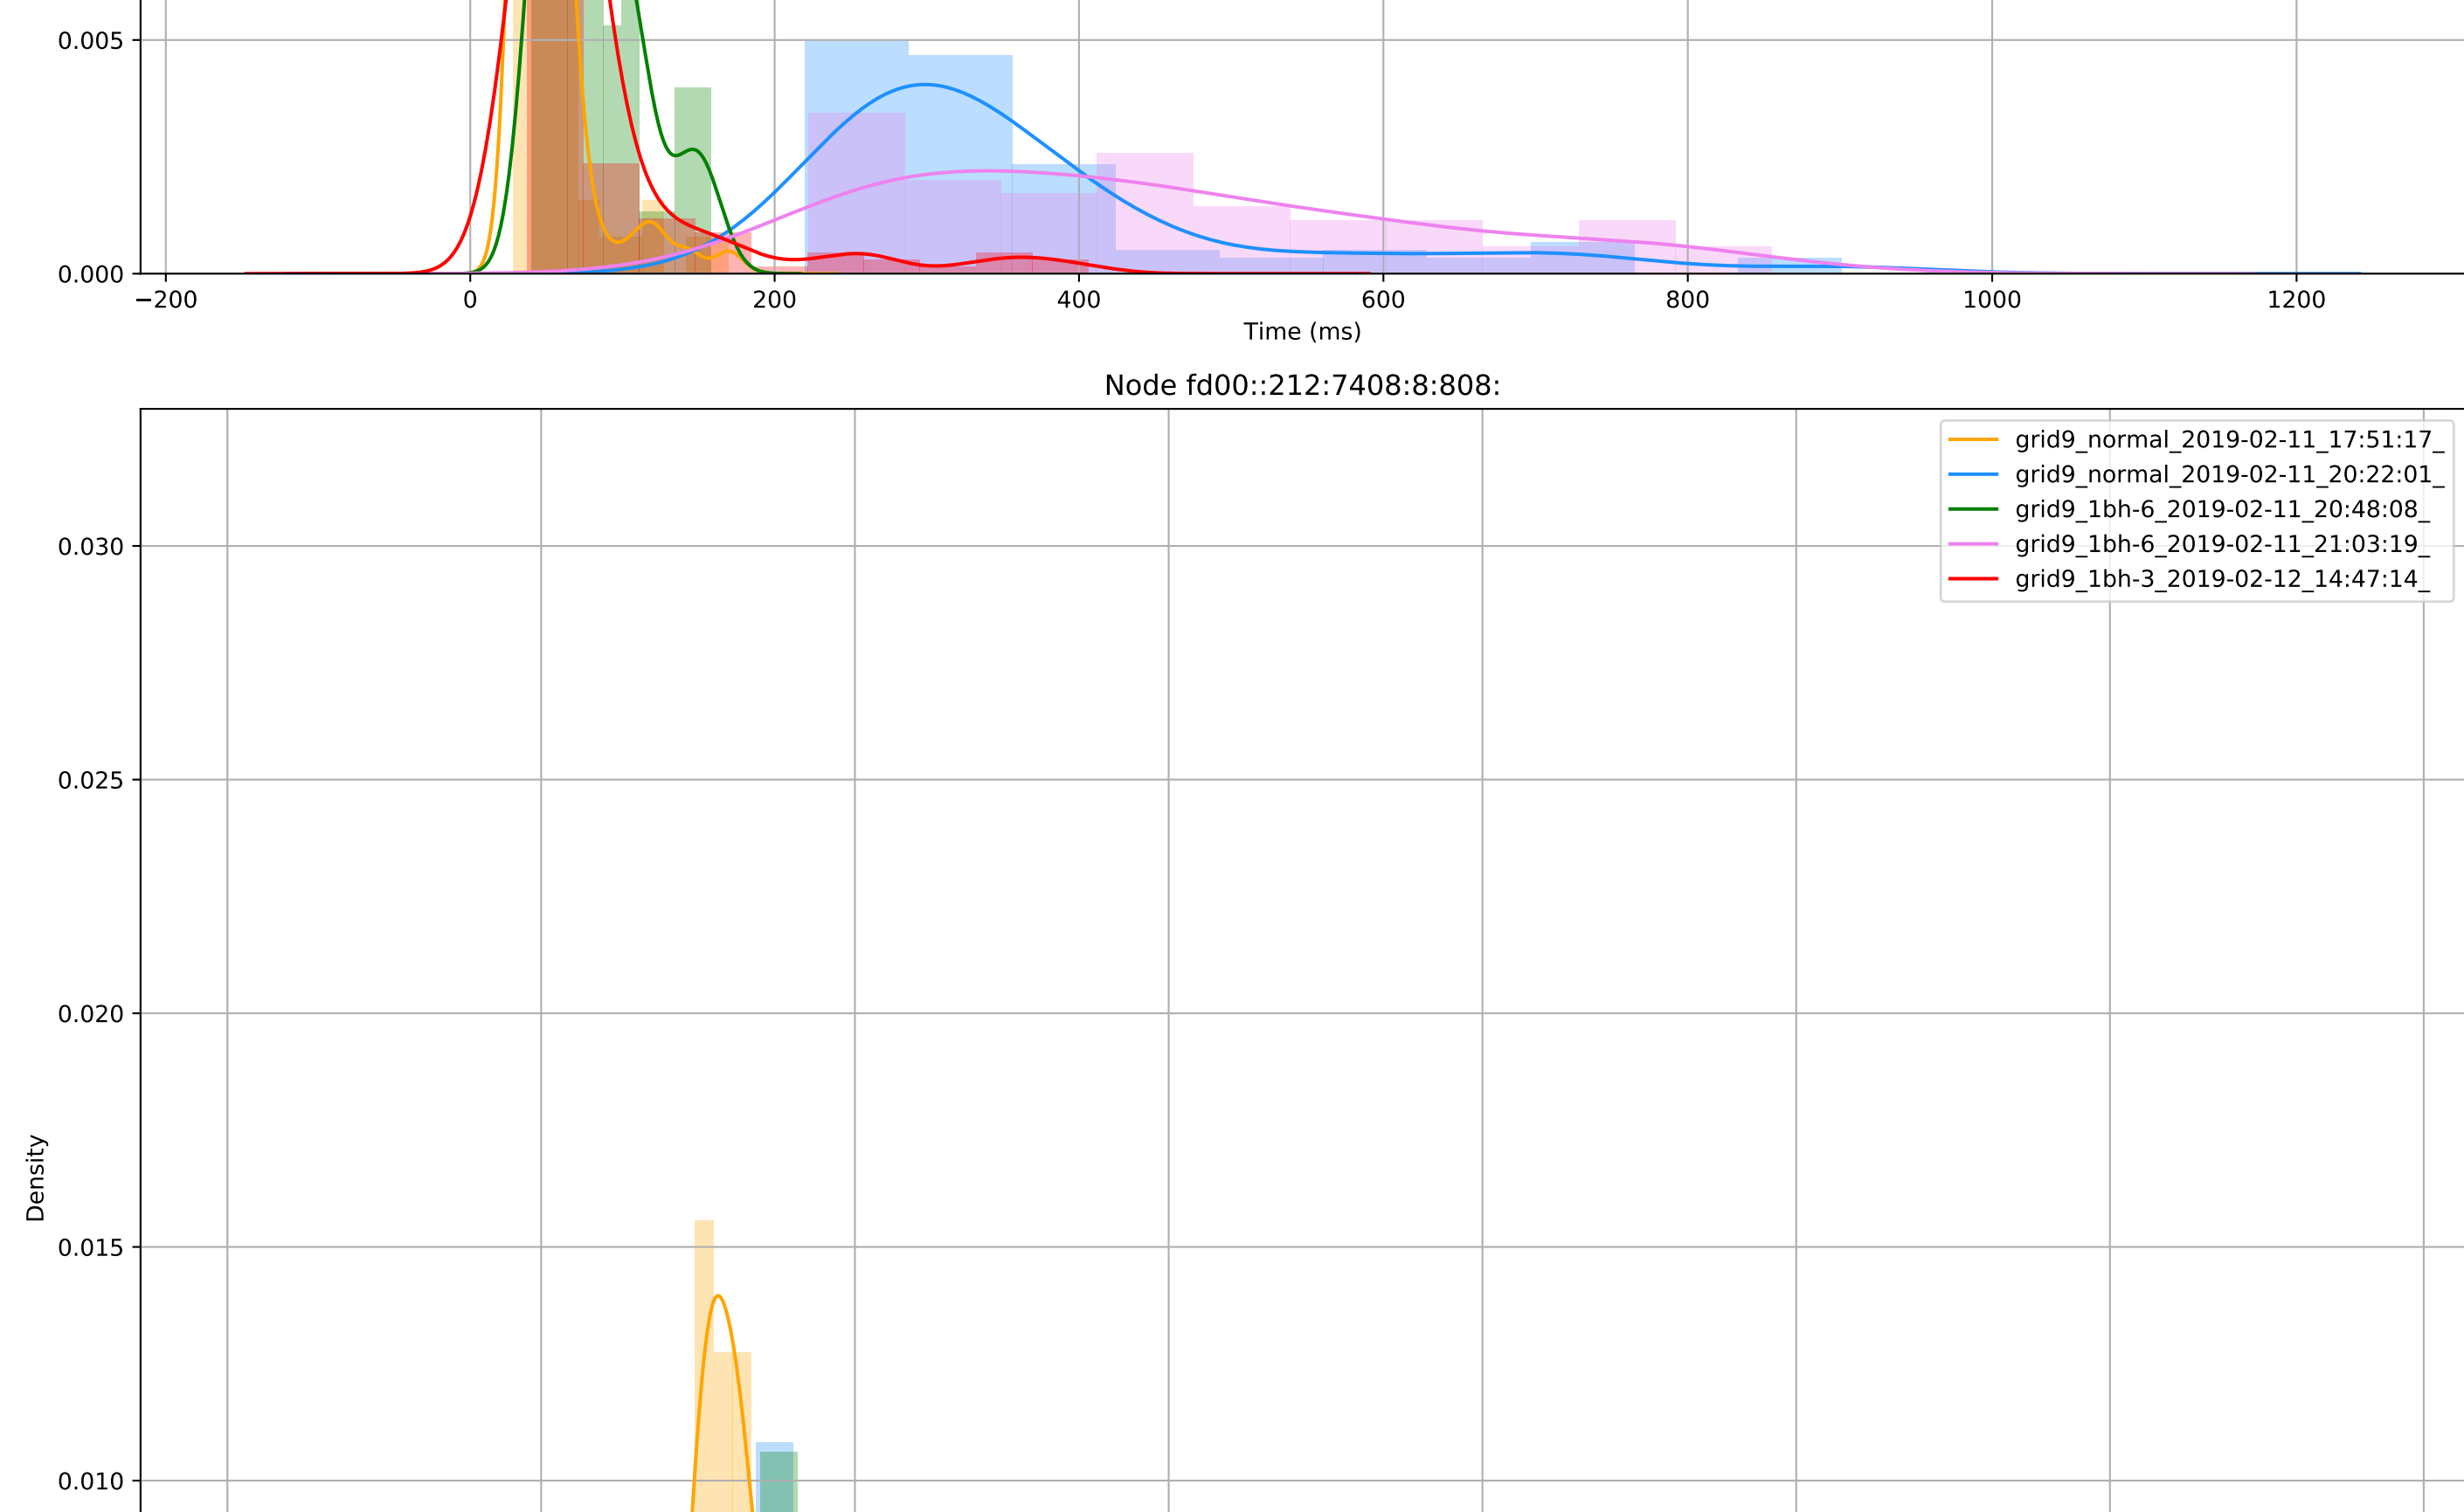 0.005
0.000
−200 0 200 400 600 800 1000 1200
Time (ms)
Node fd00::212:7408:8:808:
grid9_normal_2019-02-11_17:51:17_
grid9_normal_2019-02-11_20:22:01_
grid9_1bh-6_2019-02-11_20:48:08_
grid9_1bh-6_2019-02-11_21:03:19_
grid9_1bh-3_2019-02-12_14:47:14_
0.030
0.025
0.020
0.015
0.010
Density